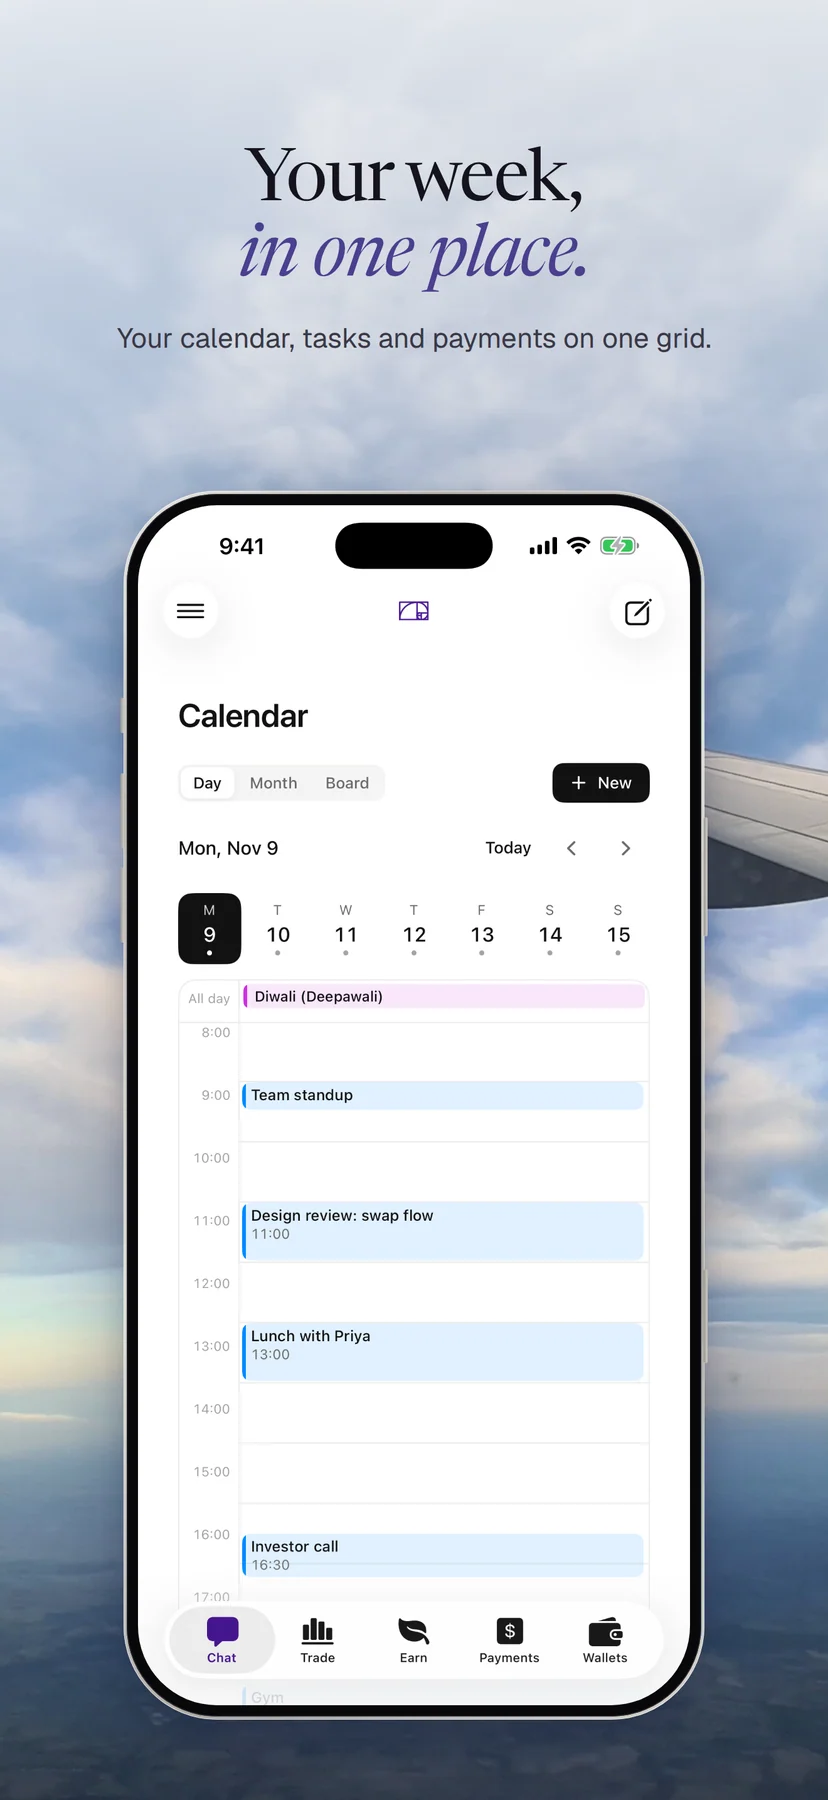 Your week,
in one place.
Your calendar, tasks and payments on one grid.
9:41
Calendar
Day Month Board + New
Mon, Nov 9 Today
M T W T F S S
9 10 11 12 13 14 15
All day Diwali (Deepawali)
8:00
9:00 Team standup
10:00
11:00 Design review: swap flow
11:00
12:00
13:00 Lunch with Priya
13:00
14:00
15:00
16:00
Investor call
16:30
17:00
$
Chat Trade Earn Payments Wallets
Gym